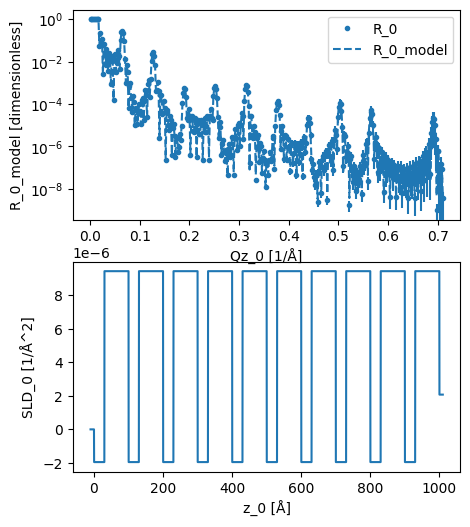 R_0
R_0_model
R_0_model [dimensionless]
10^0
10^−2
10^−4
10^−6
10^−8
0.0 0.1 0.2 0.3 0.4 0.5 0.6 0.7
Qz_0 [1/Å]
1e−6
SLD_0 [1/Å^2]
8
6
4
2
0
−2
0 200 400 600 800 1000
z_0 [Å]